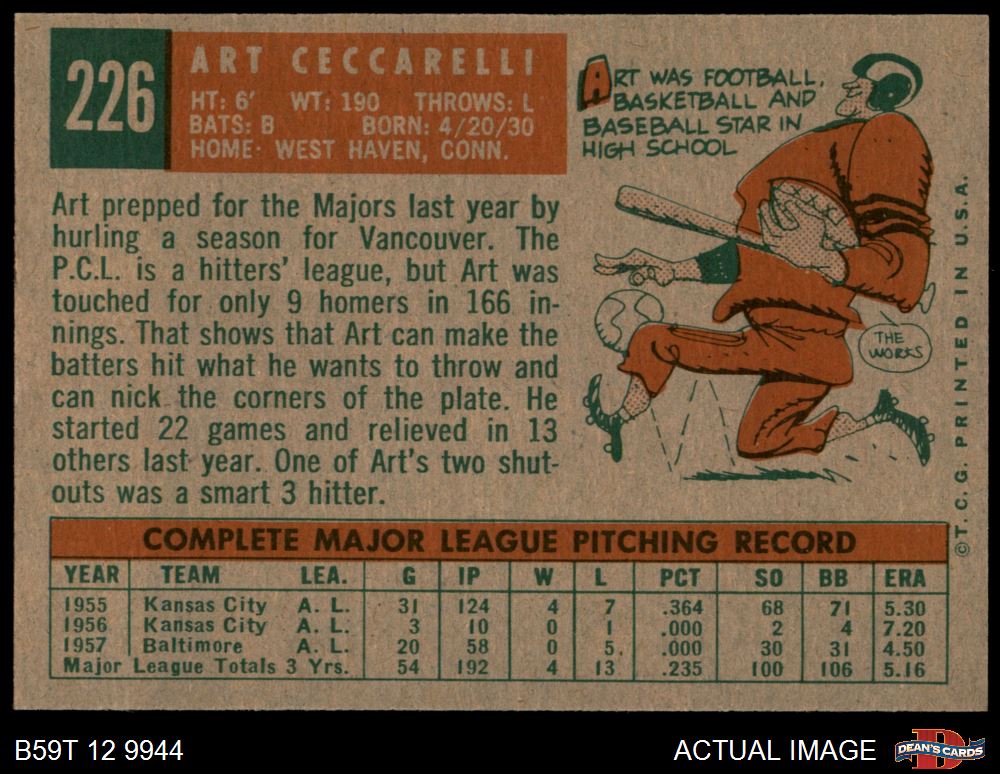 226
ART CECCARELLI
HT: 6' WT: 190 THROWS: L
BATS: B BORN: 4/20/30
HOME· WEST HAVEN, CONN.
ART WAS FOOTBALL,
BASKETBALL AND
BASEBALL STAR IN
HIGH SCHOOL
THE
WORKS
Art prepped for the Majors last year by
hurling a season for Vancouver. The
P.C.L. is a hitters' league, but Art was
touched for only 9 homers in 166 in-
nings. That shows that Art can make the
batters hit what he wants to throw and
can nick the corners of the plate. He
started 22 games and relieved in 13
others last year. One of Art's two shut-
outs was a smart 3 hitter.
©T. C. G. PRINTED IN U.S.A.
COMPLETE MAJOR LEAGUE PITCHING RECORD
YEAR TEAM LEA. G IP W L PCT SO BB ERA
1955 Kansas City A. L. 31 124 4 7 .364 68 71 5.30
1956 Kansas City A. L. 3 10 0 1 .000 2 4 7.20
1957 Baltimore A. L. 20 58 0 5 .000 30 31 4.50
Major League Totals 3 Yrs. 54 192 4 13 .235 100 106 5.16
B59T 12 9944
ACTUAL IMAGE
DEAN'S CARDS